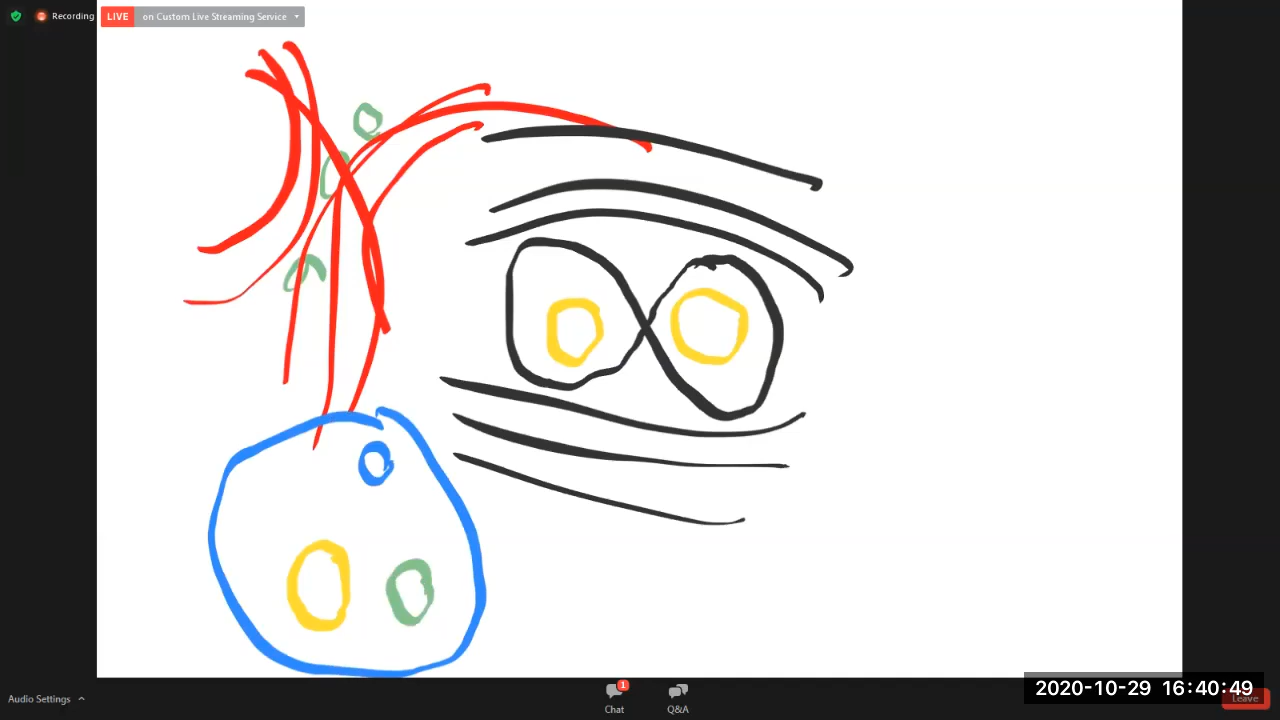 Recording
LIVE on Custom Live Streaming Service
Audio Settings
1
Chat
Q&A
2020-10-29 16:40:49
Leave